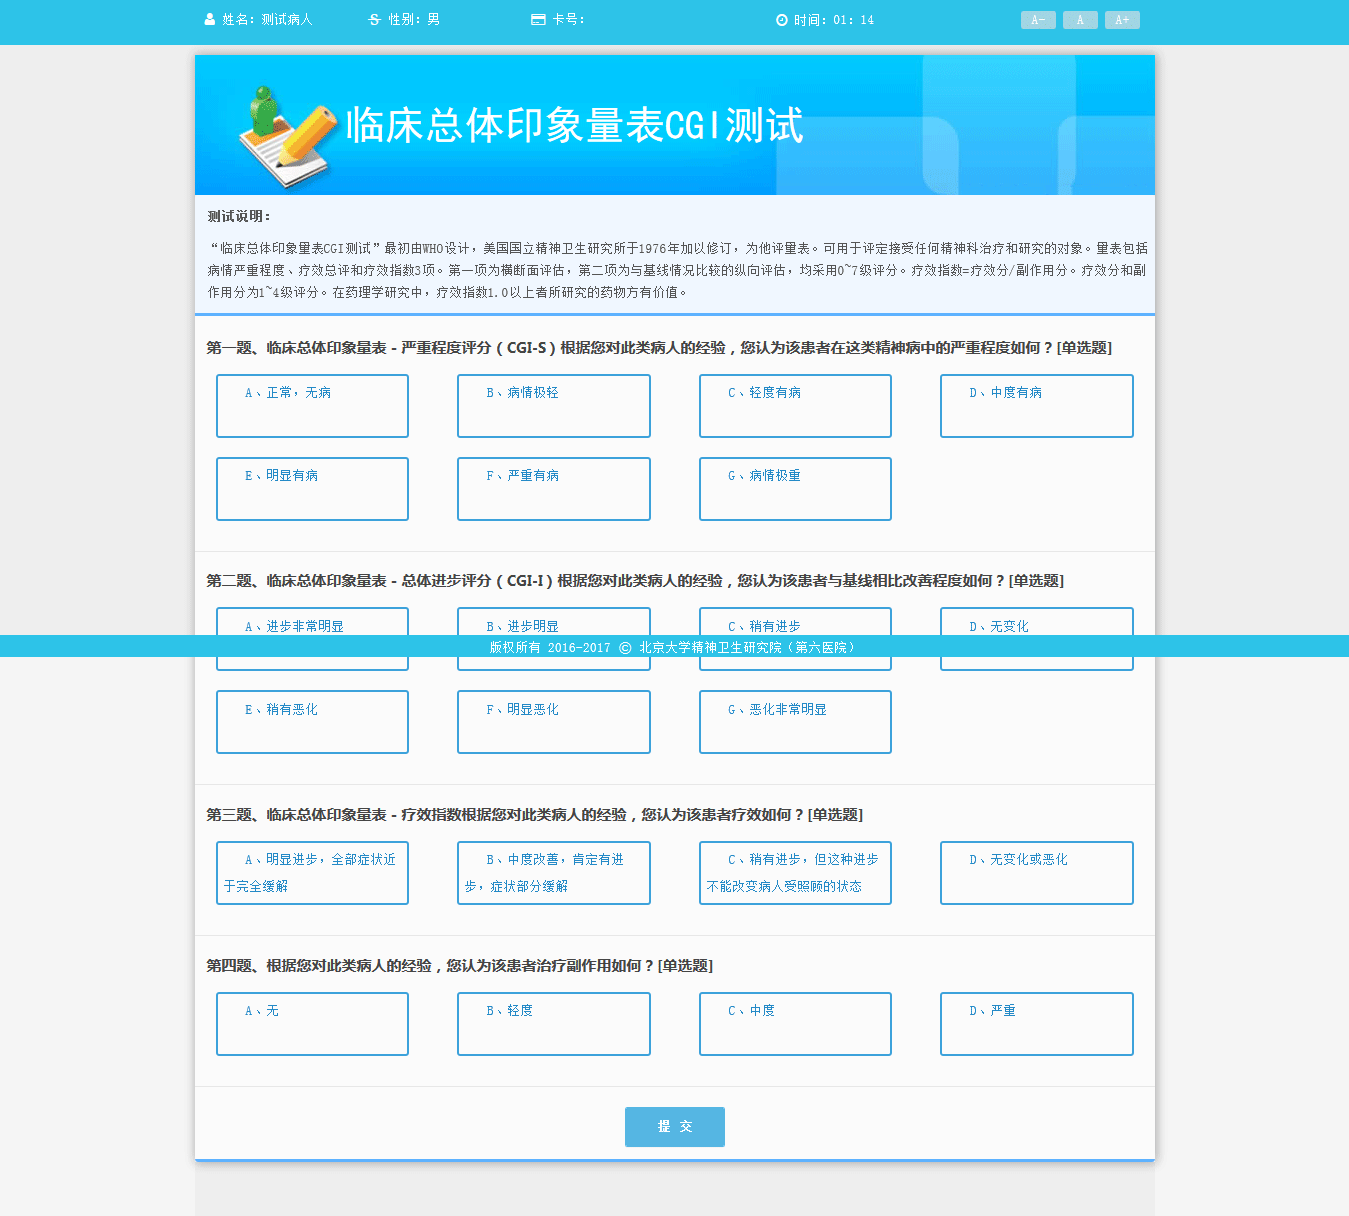 姓名：测试病人 性别：男 卡号： 时间：01：14 A- A A+
临床总体印象量表CGI测试
测试说明：
“临床总体印象量表CGI测试”最初由WHO设计，美国国立精神卫生研究所于1976年加以修订，为他评量表。可用于评定接受任何精神科治疗和研究的对象。量表包括
病情严重程度、疗效总评和疗效指数3项。第一项为横断面评估，第二项为与基线情况比较的纵向评估，均采用0~7级评分。疗效指数=疗效分/副作用分。疗效分和副
作用分为1~4级评分。在药理学研究中，疗效指数1.0以上者所研究的药物方有价值。
第一题、临床总体印象量表 - 严重程度评分（CGI-S）根据您对此类病人的经验，您认为该患者在这类精神病中的严重程度如何？[单选题]
A、正常，无病 B、病情极轻 C、轻度有病 D、中度有病
E、明显有病 F、严重有病 G、病情极重
第二题、临床总体印象量表 - 总体进步评分（CGI-I）根据您对此类病人的经验，您认为该患者与基线相比改善程度如何？[单选题]
A、进步非常明显 B、进步明显 C、稍有进步 D、无变化
版权所有 2016-2017 © 北京大学精神卫生研究院（第六医院）
E、稍有恶化 F、明显恶化 G、恶化非常明显
第三题、临床总体印象量表 - 疗效指数根据您对此类病人的经验，您认为该患者疗效如何？[单选题]
A、明显进步，全部症状近 B、中度改善，肯定有进 C、稍有进步，但这种进步 D、无变化或恶化
于完全缓解 步，症状部分缓解 不能改变病人受照顾的状态
第四题、根据您对此类病人的经验，您认为该患者治疗副作用如何？[单选题]
A、无 B、轻度 C、中度 D、严重
提 交